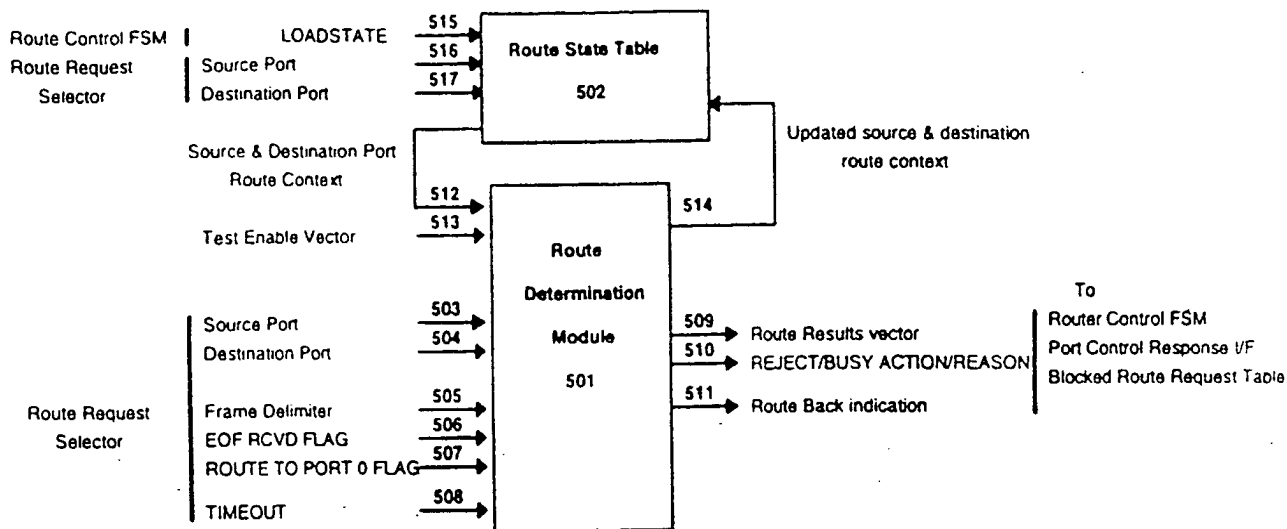 515
Route Control FSM
LOADSTATE
516
Route Request
Selector
Source Port
517
Destination Port
Route State Table
502
Source & Destination Port
Route Context
Updated source & destination
route context
512
513
Test Enable Vector
514
Route
Determination
Module
501
503
Source Port
504
Destination Port
505
Frame Delimiter
506
EOF RCVD FLAG
507
ROUTE TO PORT 0 FLAG
508
TIMEOUT
Route Request
Selector
509
Route Results vector
510
REJECT/BUSY ACTION/REASON
511
Route Back indication
To
Router Control FSM
Port Control Response I/F
Blocked Route Request Table